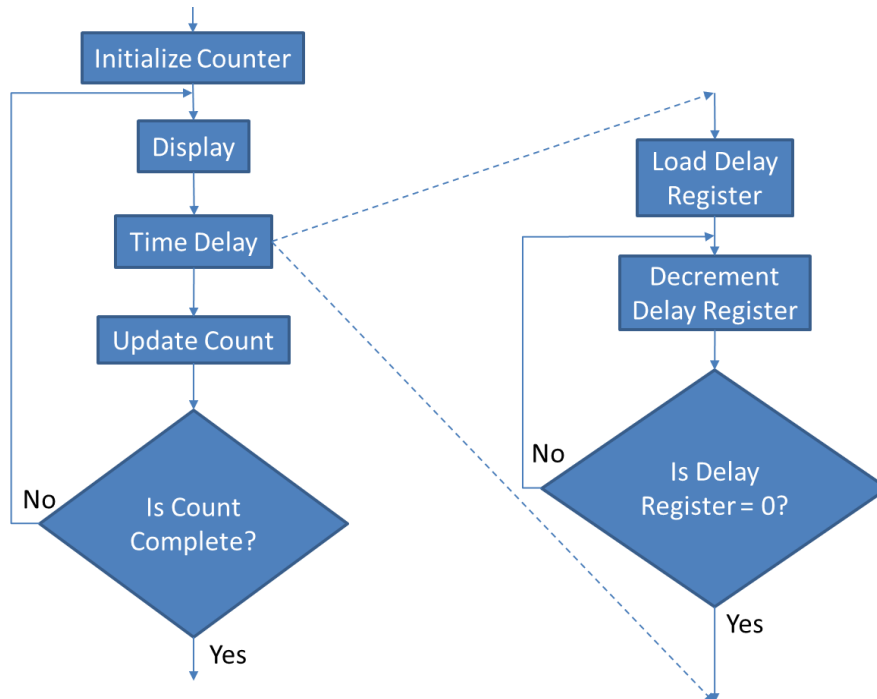 Initialize Counter
Display
Time Delay
Update Count
No
Is Count
Complete?
Yes
Load Delay
Register
Decrement
Delay Register
No
Is Delay
Register = 0?
Yes